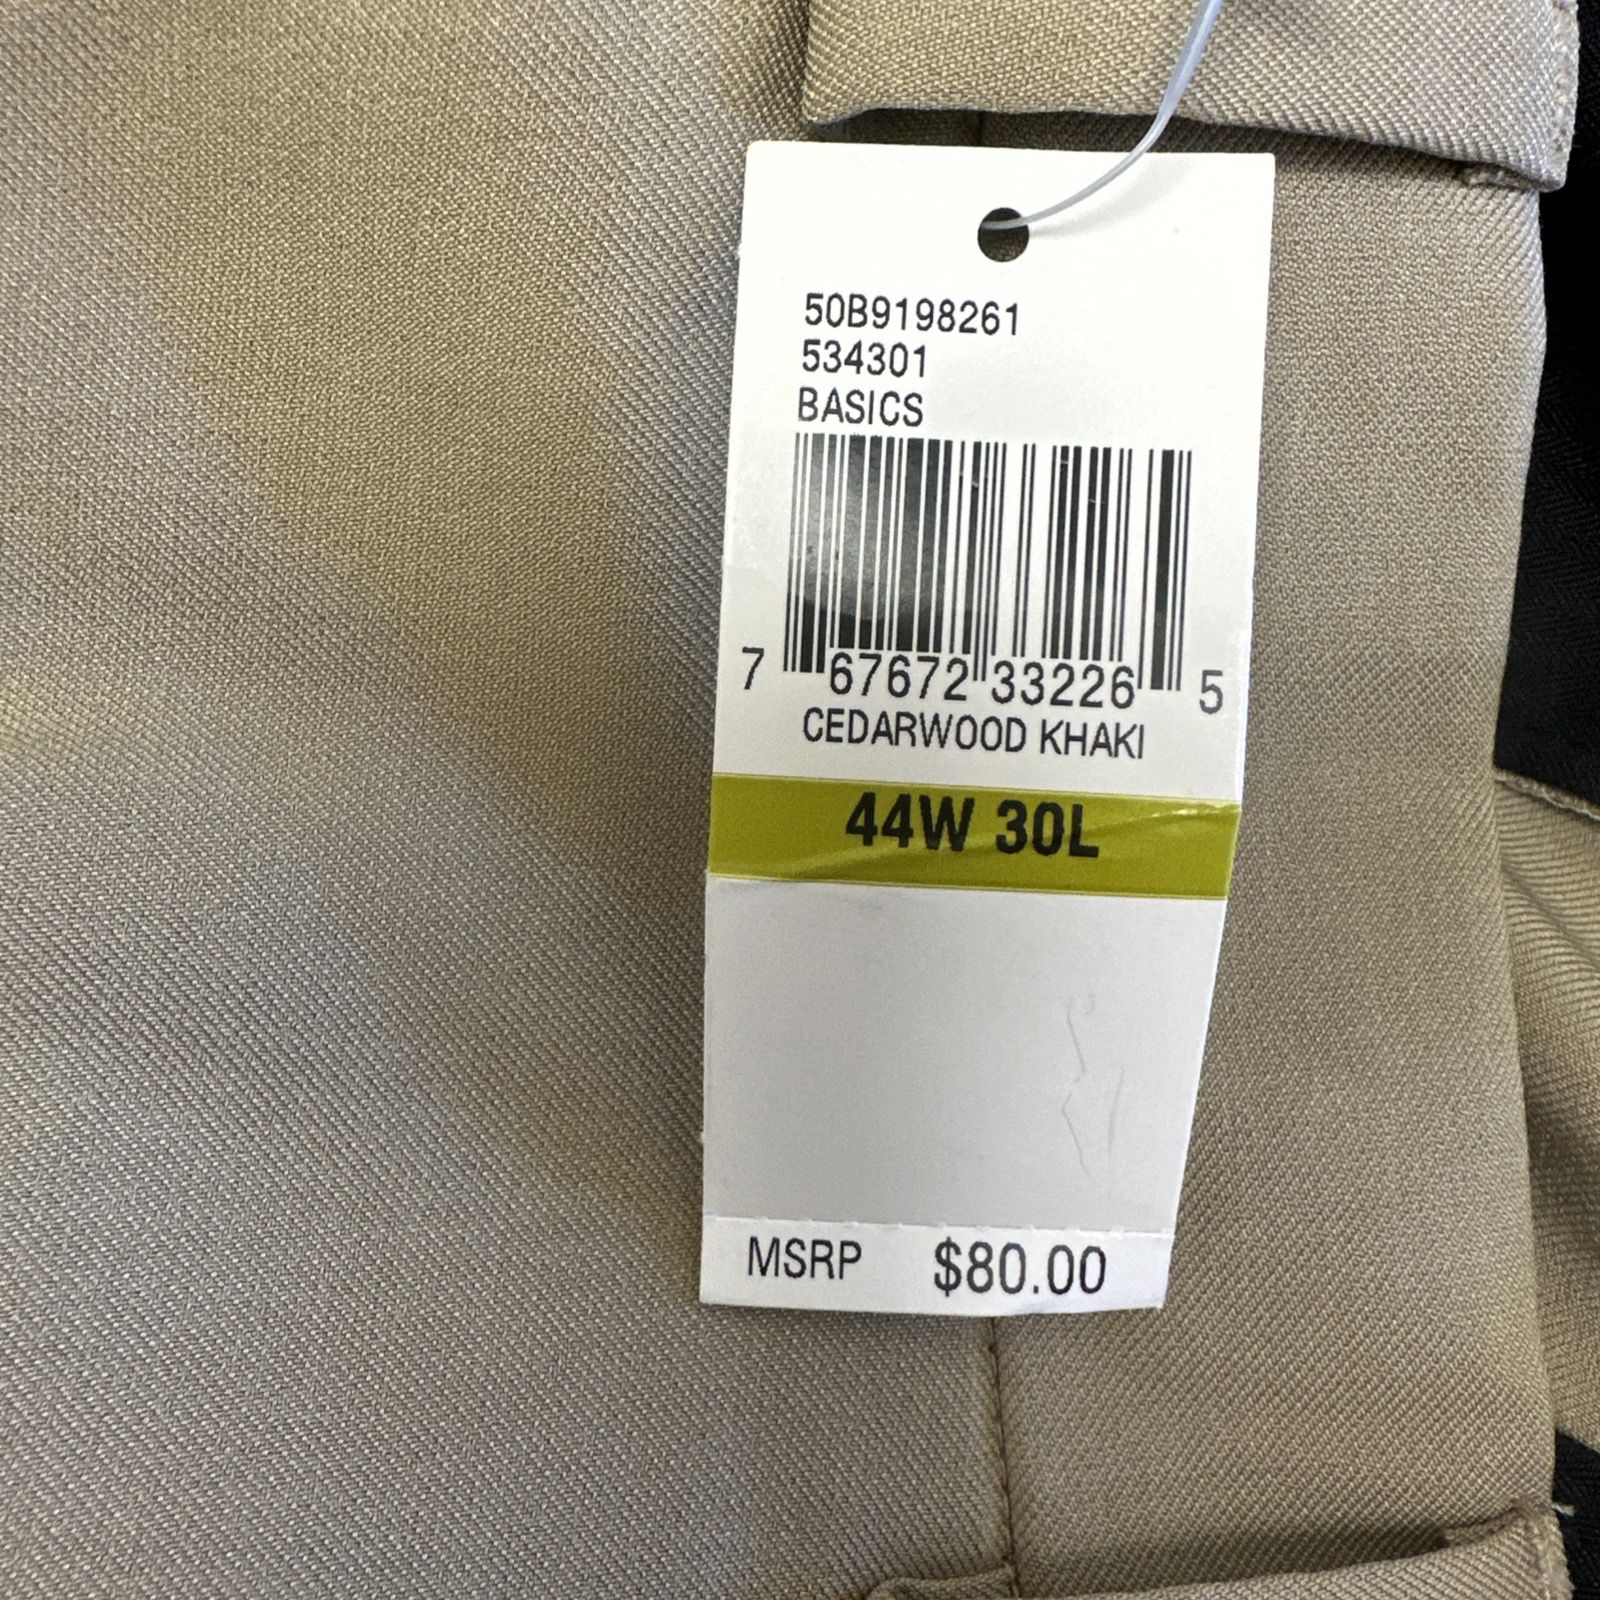 50B9198261
534301
BASICS
7 67672 33226 5
CEDARWOOD KHAKI
44W 30L
MSRP $80.00